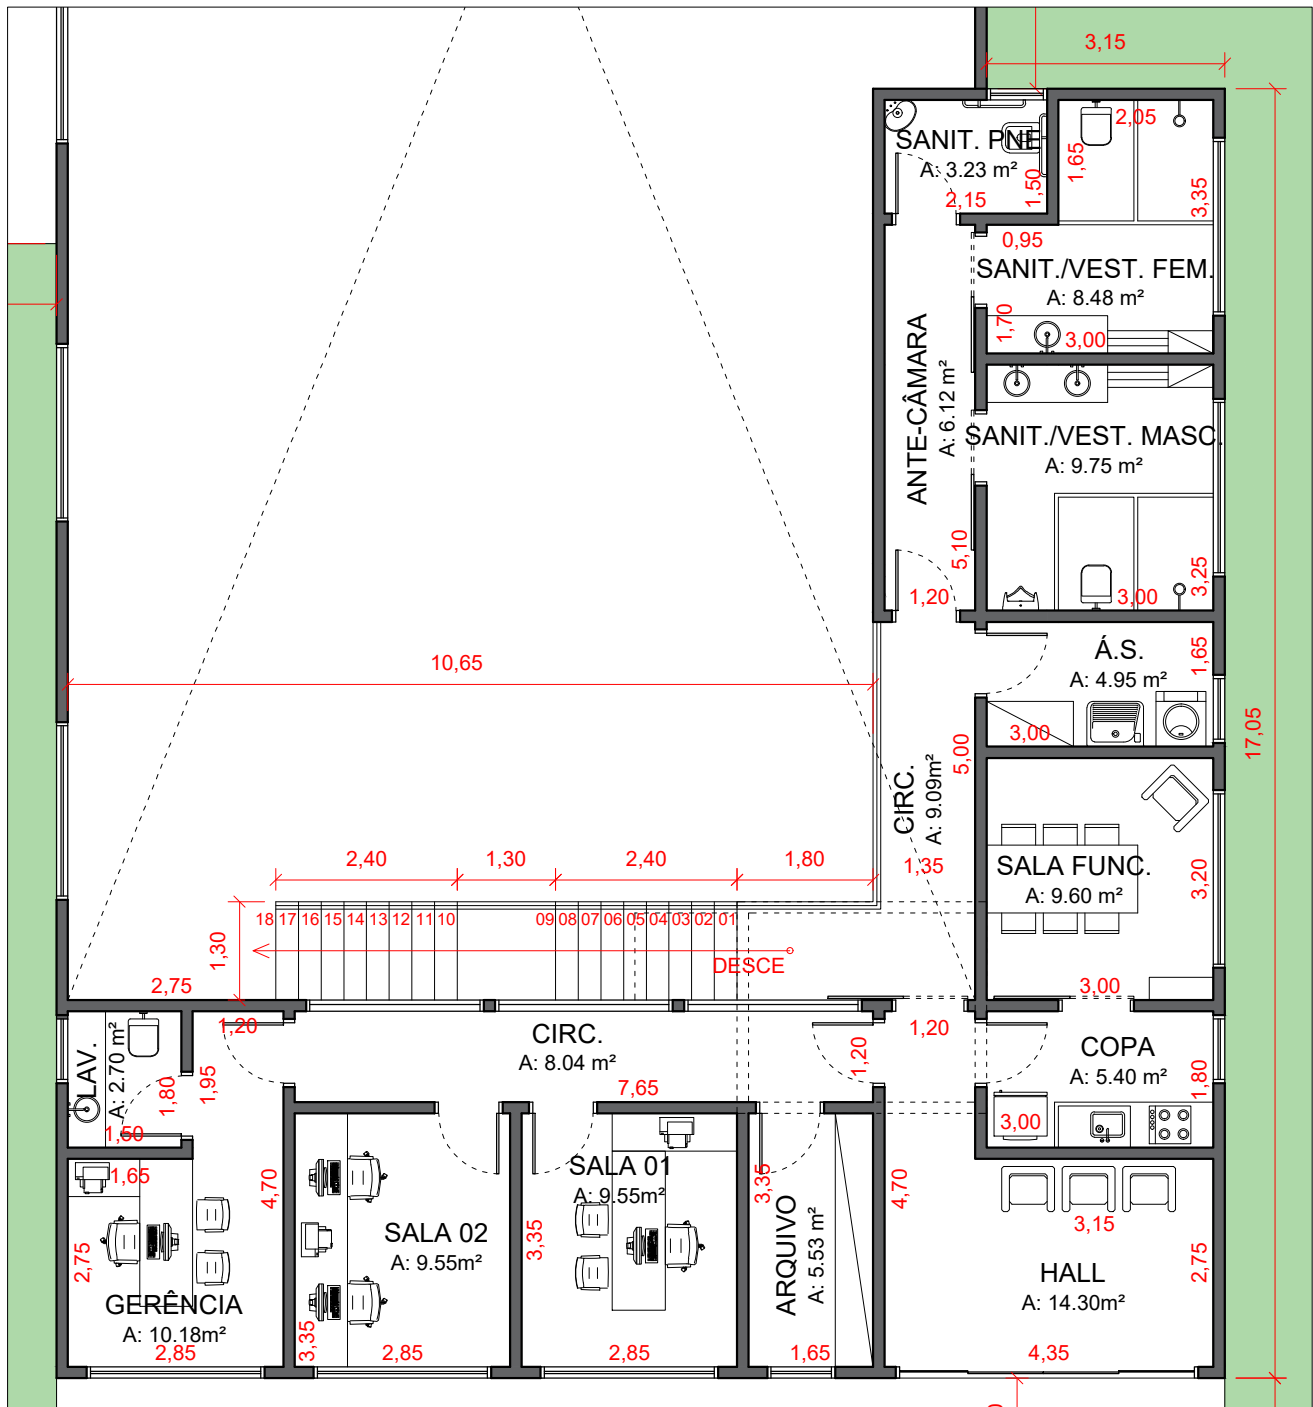 3,15
SANIT. PNE
A: 3.23 m²
2,15
1,50
2,05
1,65
3,35
0,95
SANIT./VEST. FEM.
A: 8.48 m²
1,70
3,00
ANTE-CÂMARA
A: 6.12 m²
5,10
1,20
SANIT./VEST. MASC.
A: 9.75 m²
3,25
3,00
Á.S.
A: 4.95 m²
1,65
3,00
10,65
17,05
CIRC.
A: 9.09m²
5,00
1,35
SALA FUNC.
A: 9.60 m²
3,20
3,00
2,40
1,30
2,40
1,80
18 17 16 15 14 13 12 11 10 09 08 07 06 05 04 03 02 01
1,30
DESCE
2,75
1,20
CIRC.
A: 8.04 m²
7,65
1,20
1,20
COPA
A: 5.40 m²
1,80
3,00
LAV.
A: 2.70 m²
1,80
1,95
1,50
1,65
4,70
2,75
GERÊNCIA
A: 10.18m²
2,85
SALA 02
A: 9.55m²
3,35
2,85
SALA 01
A: 9.55m²
3,35
2,85
3,35
ARQUIVO
A: 5.53 m²
1,65
4,70
3,15
HALL
A: 14.30m²
2,75
4,35